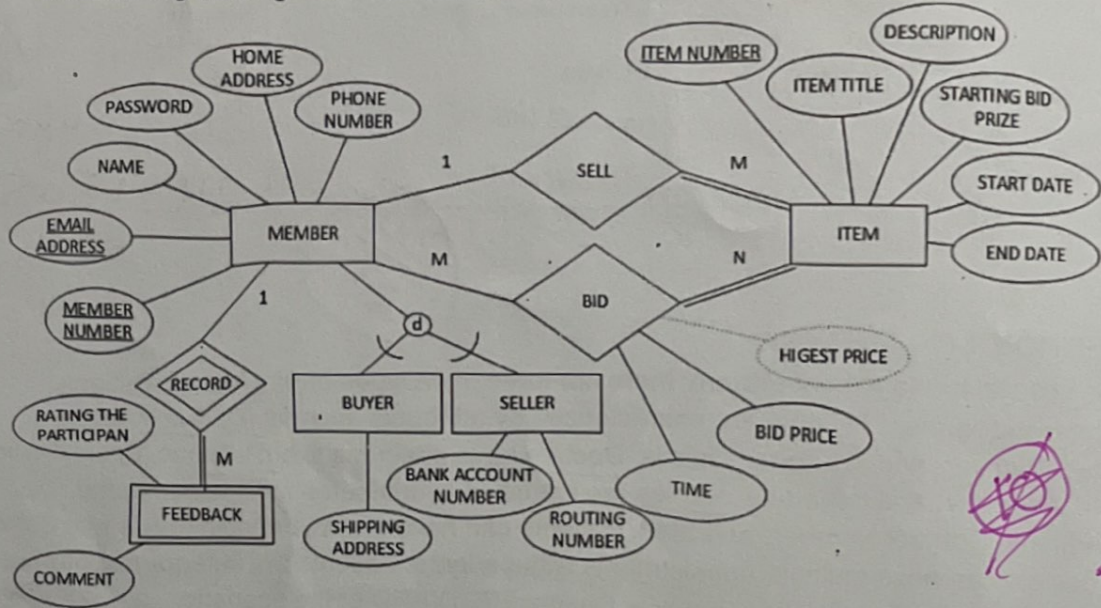 HOME
ADDRESS
PASSWORD
PHONE
NUMBER
NAME
EMAIL
ADDRESS
MEMBER
NUMBER
MEMBER
1
SELL
M
ITEM NUMBER
ITEM TITLE
DESCRIPTION
STARTING BID
PRIZE
START DATE
END DATE
ITEM
M
BID
N
HIGEST PRICE
BID PRICE
TIME
1
RECORD
M
RATING THE
PARTICIPAN
FEEDBACK
COMMENT
d
BUYER
SELLER
SHIPPING
ADDRESS
BANK ACCOUNT
NUMBER
ROUTING
NUMBER